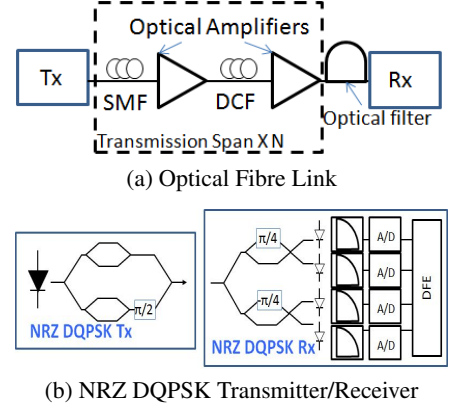 Optical Amplifiers
Tx
SMF
DCF
Rx
Optical filter
Transmission Span X N
(a) Optical Fibre Link
π/2
NRZ DQPSK Tx
π/4
-π/4
NRZ DQPSK Rx
A/D
A/D
A/D
A/D
DFE
(b) NRZ DQPSK Transmitter/Receiver